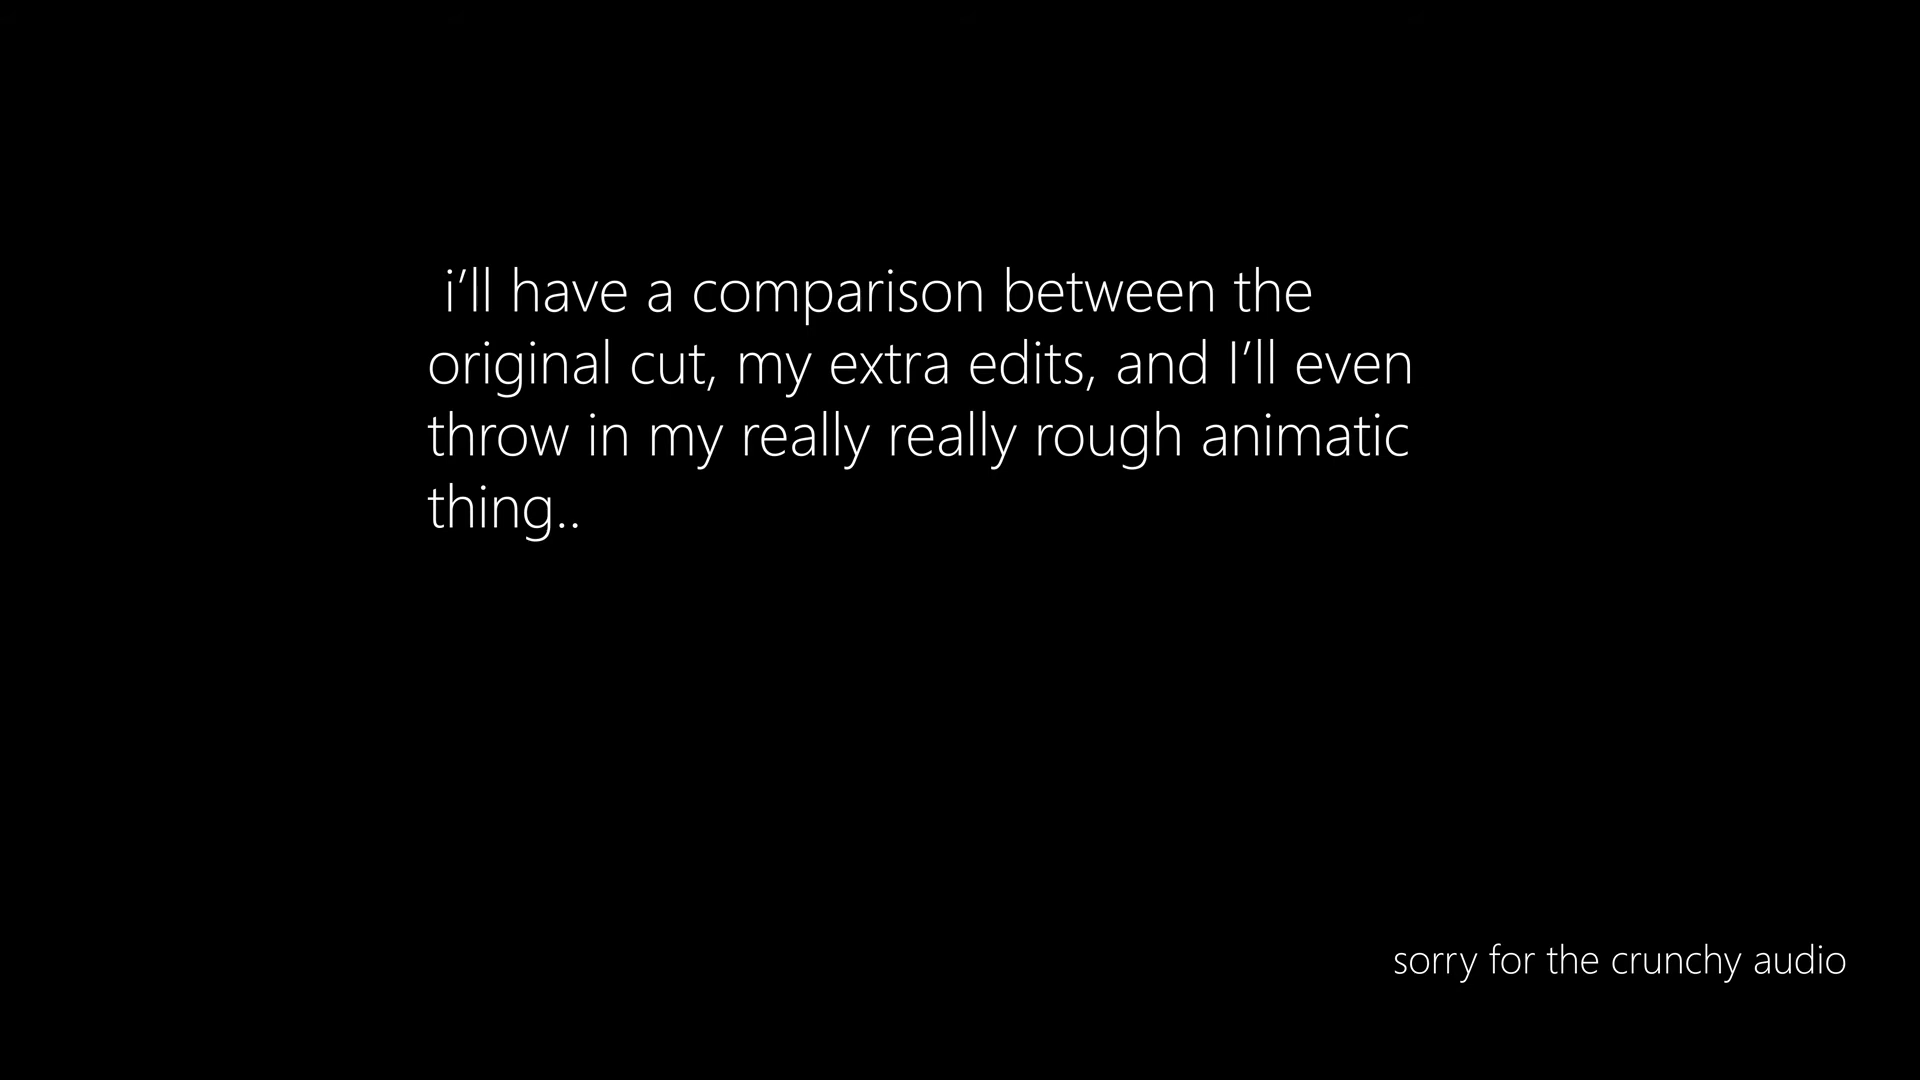 i’ll have a comparison between the
original cut, my extra edits, and I’ll even
throw in my really really rough animatic
thing..
sorry for the crunchy audio